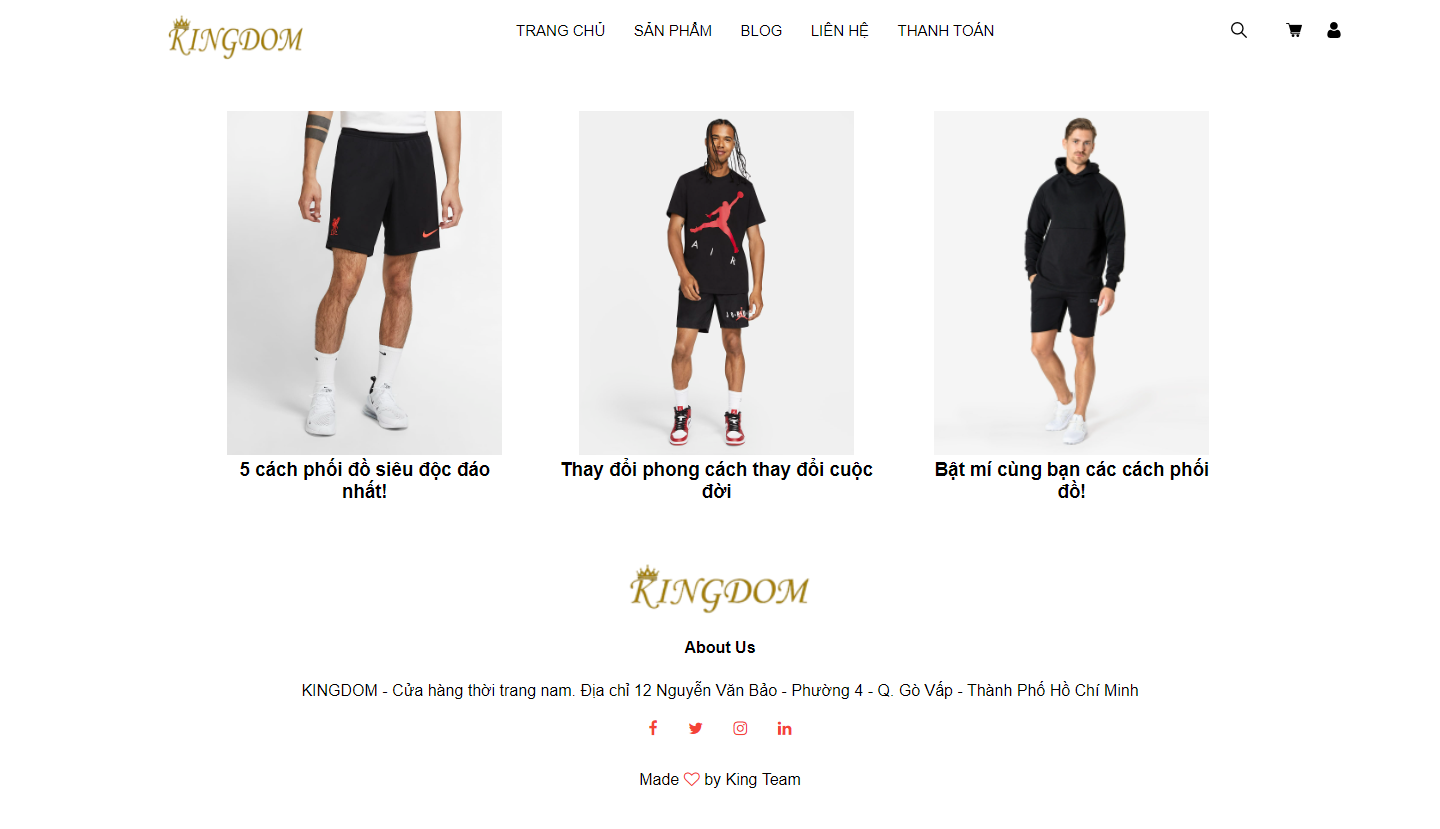 KINGDOM
TRANG CHỦ
SẢN PHẨM
BLOG
LIÊN HỆ
THANH TOÁN
AIR
5 cách phối đồ siêu độc đáo
nhất!
Thay đổi phong cách thay đổi cuộc
đời
Bật mí cùng bạn các cách phối
đồ!
KINGDOM
About Us
KINGDOM - Cửa hàng thời trang nam. Địa chỉ 12 Nguyễn Văn Bảo - Phường 4 - Q. Gò Vấp - Thành Phố Hồ Chí Minh
Made by King Team